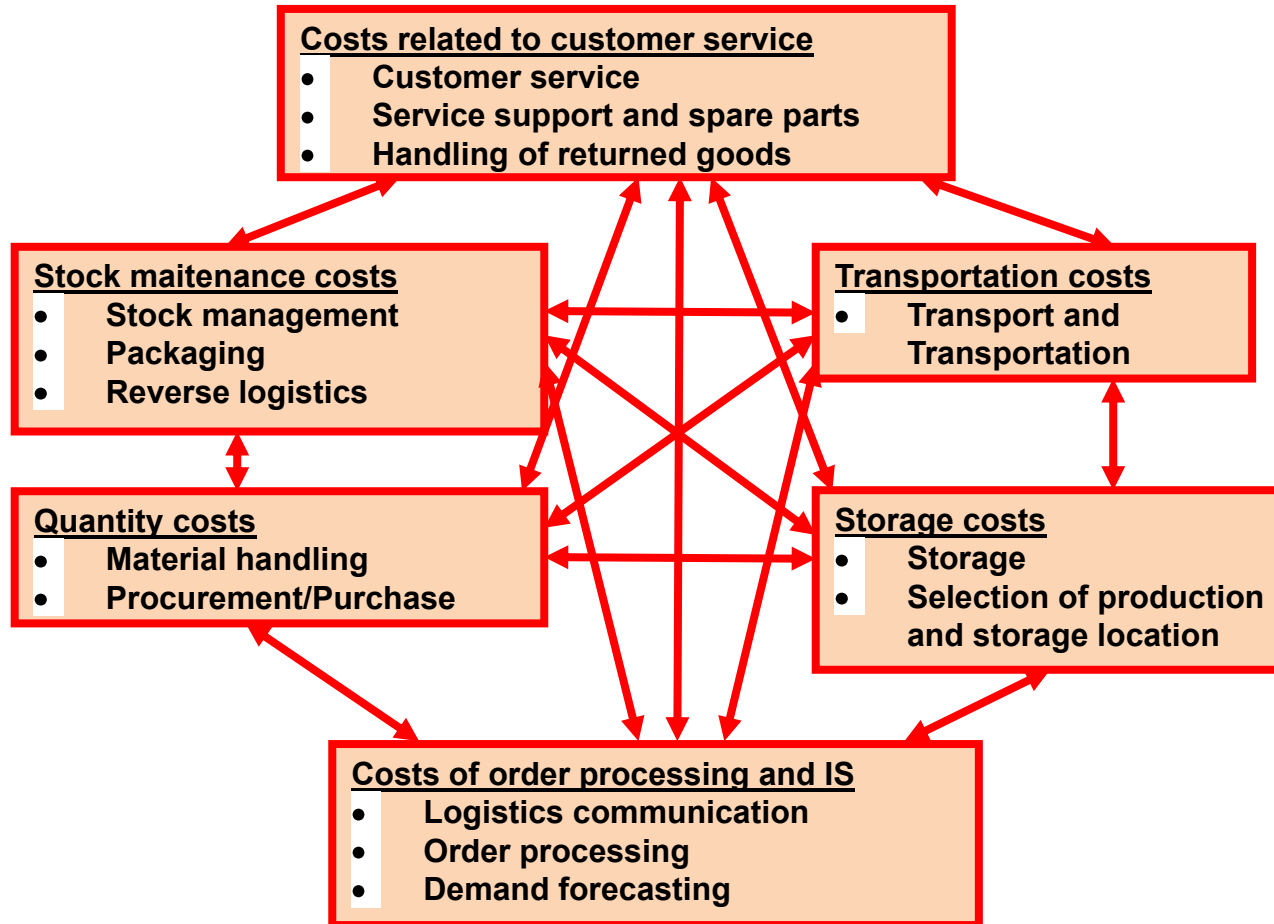 Costs related to customer service
• Customer service
• Service support and spare parts
• Handling of returned goods
Stock maitenance costs
• Stock management
• Packaging
• Reverse logistics
Transportation costs
• Transport and
Transportation
Quantity costs
• Material handling
• Procurement/Purchase
Storage costs
• Storage
• Selection of production
and storage location
Costs of order processing and IS
• Logistics communication
• Order processing
• Demand forecasting